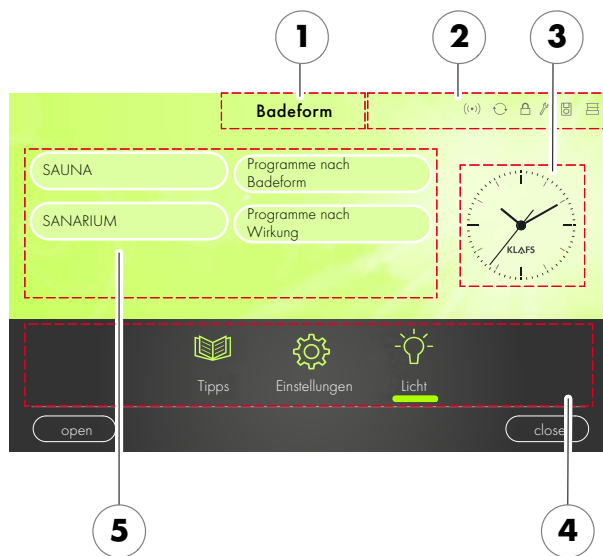 1
2
3
Badeform
SAUNA
Programme nach
Badeform
SANARIUM
Programme nach
Wirkung
KLAFS
Tipps
Einstellungen
Licht
open
close
5
4